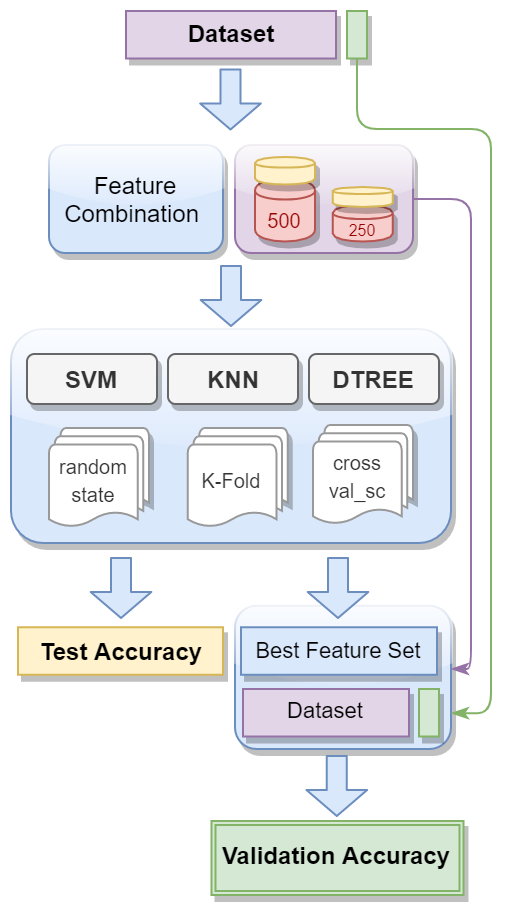 Dataset
Feature
Combination
500
250
SVM
KNN
DTREE
random
state
K-Fold
cross
val_sc
Test Accuracy
Best Feature Set
Dataset
Validation Accuracy